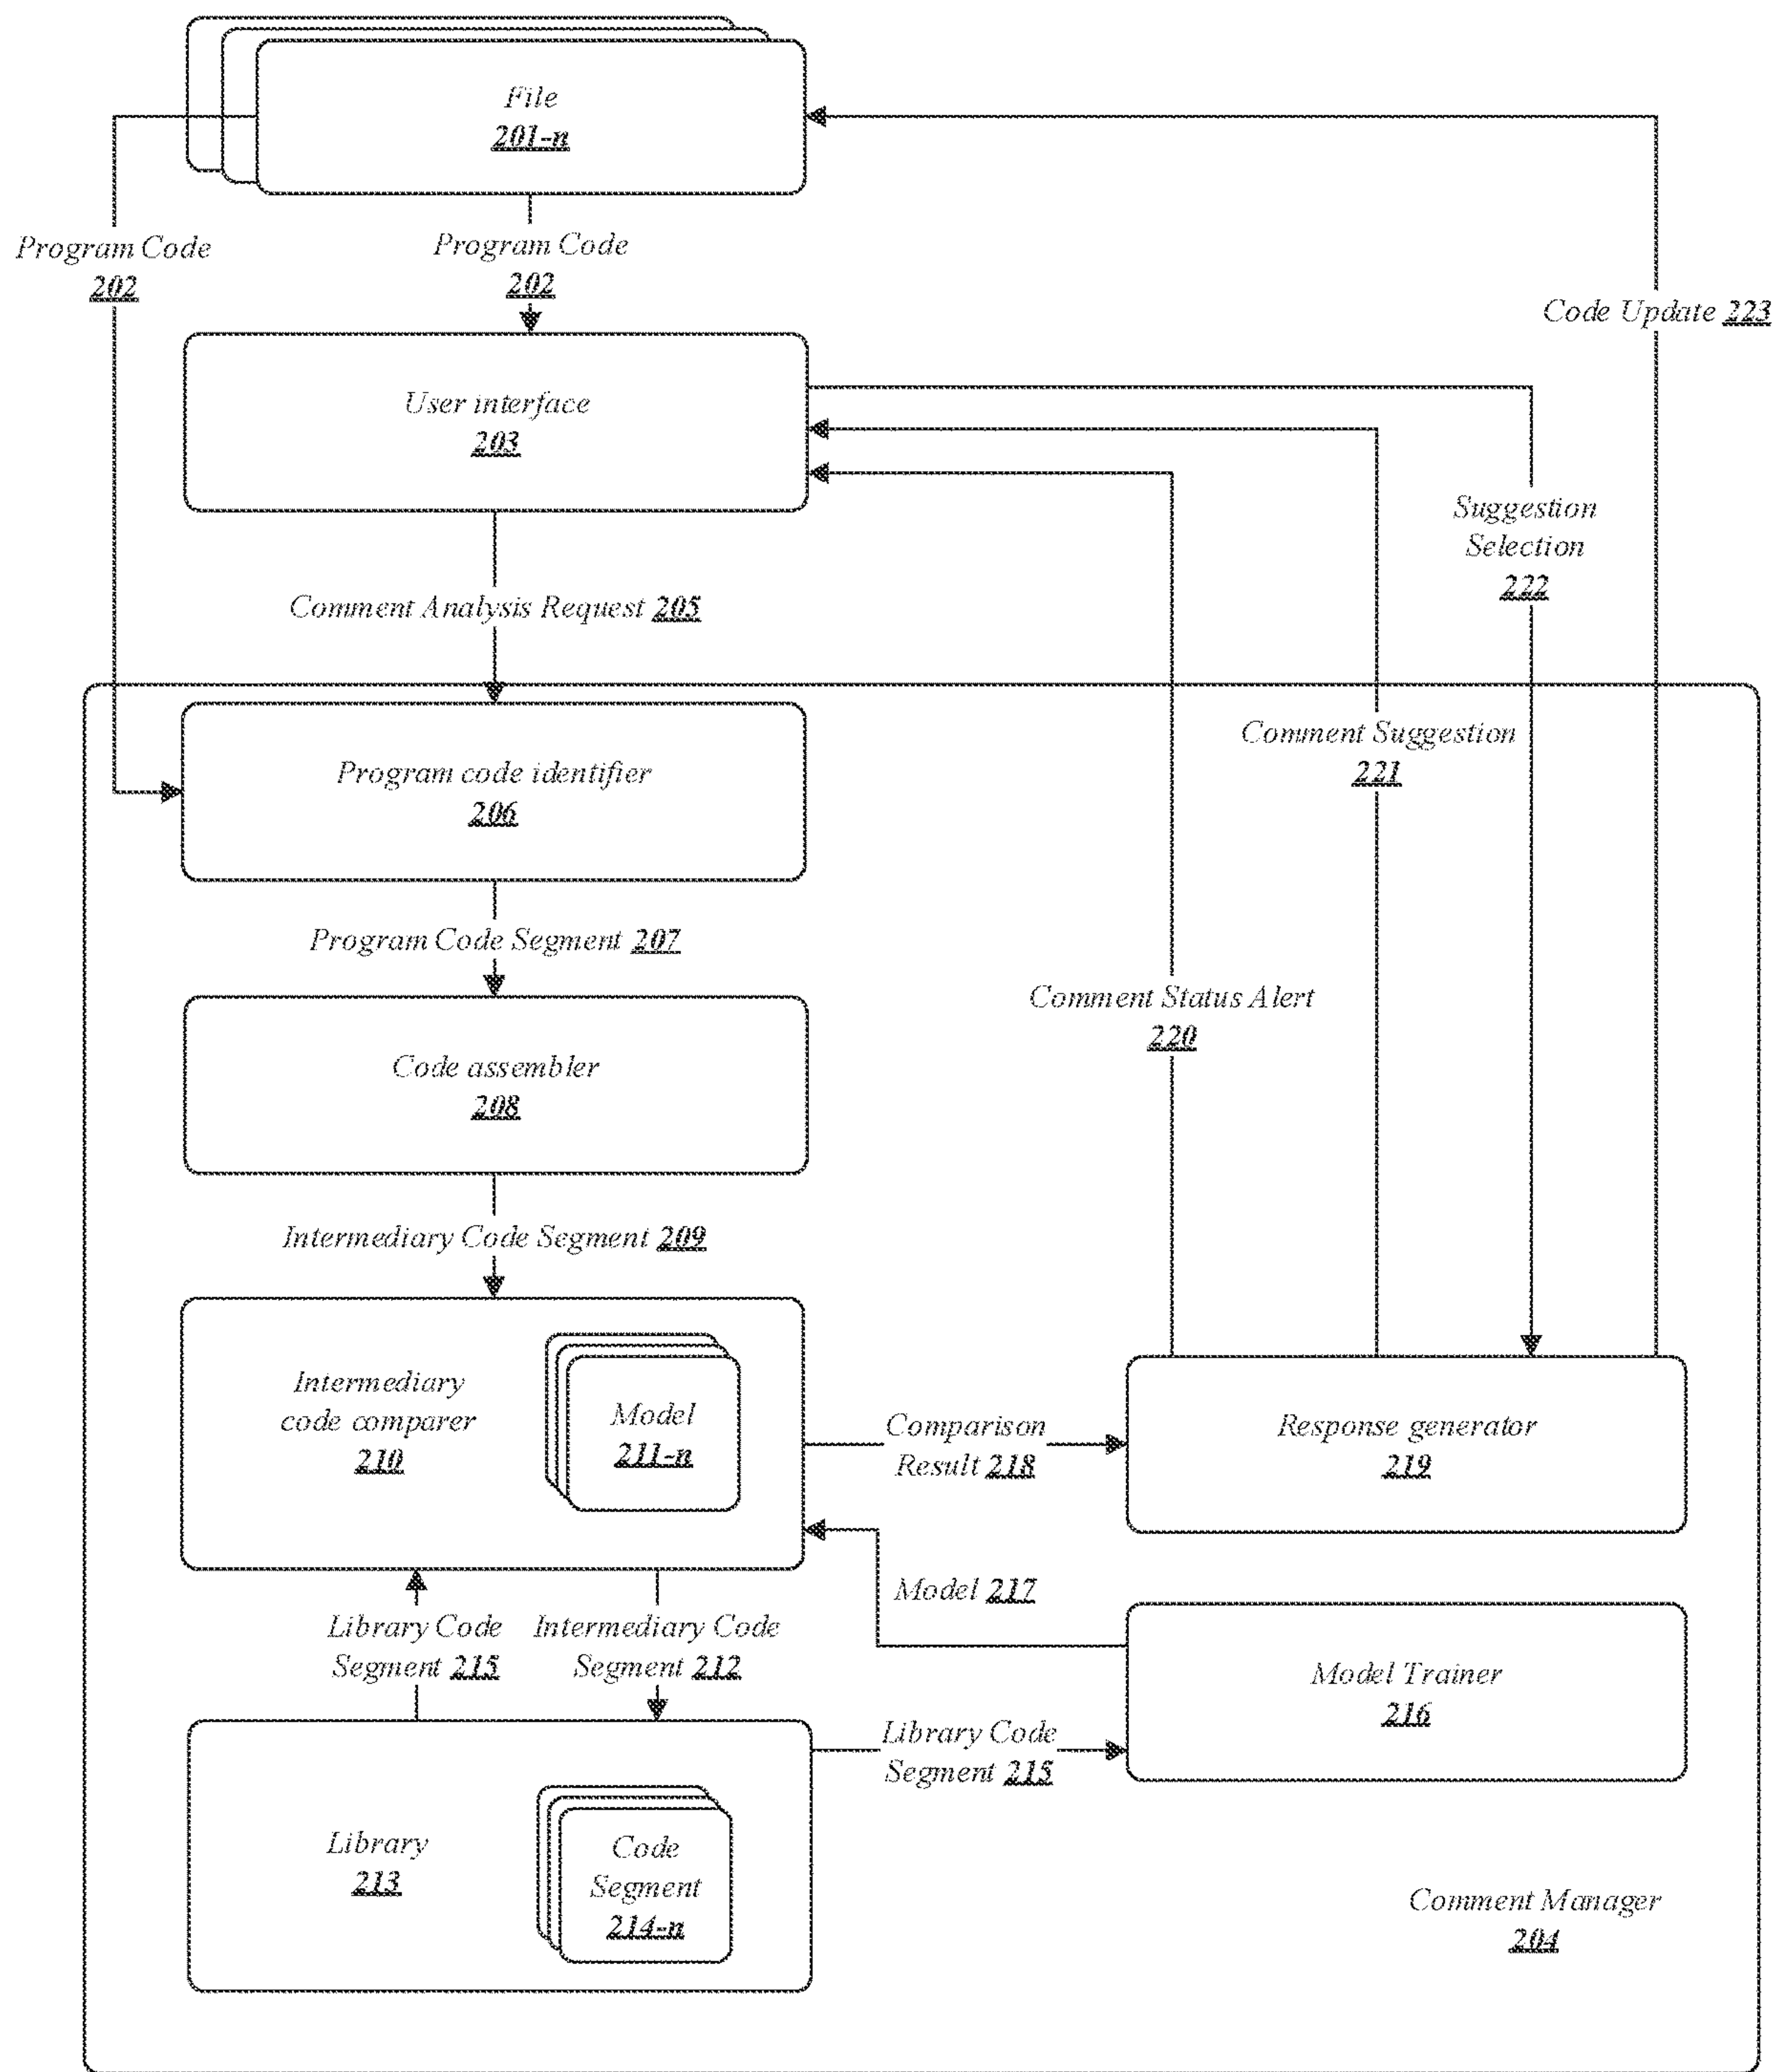 File
201-n
Program Code
202
Program Code
202
Code Update 223
User interface
203
Suggestion
Selection
222
Comment Analysis Request 205
Comment Suggestion
221
Program code identifier
206
Program Code Segment 207
Comment Status Alert
220
Code assembler
208
Intermediary Code Segment 209
Intermediary
code comparer
210
Model
211-n
Comparison
Result 218
Response generator
219
Model 217
Library Code
Segment 215
Intermediary Code
Segment 212
Model Trainer
216
Library Code
Segment 215
Library
213
Code
Segment
214-n
Comment Manager
204